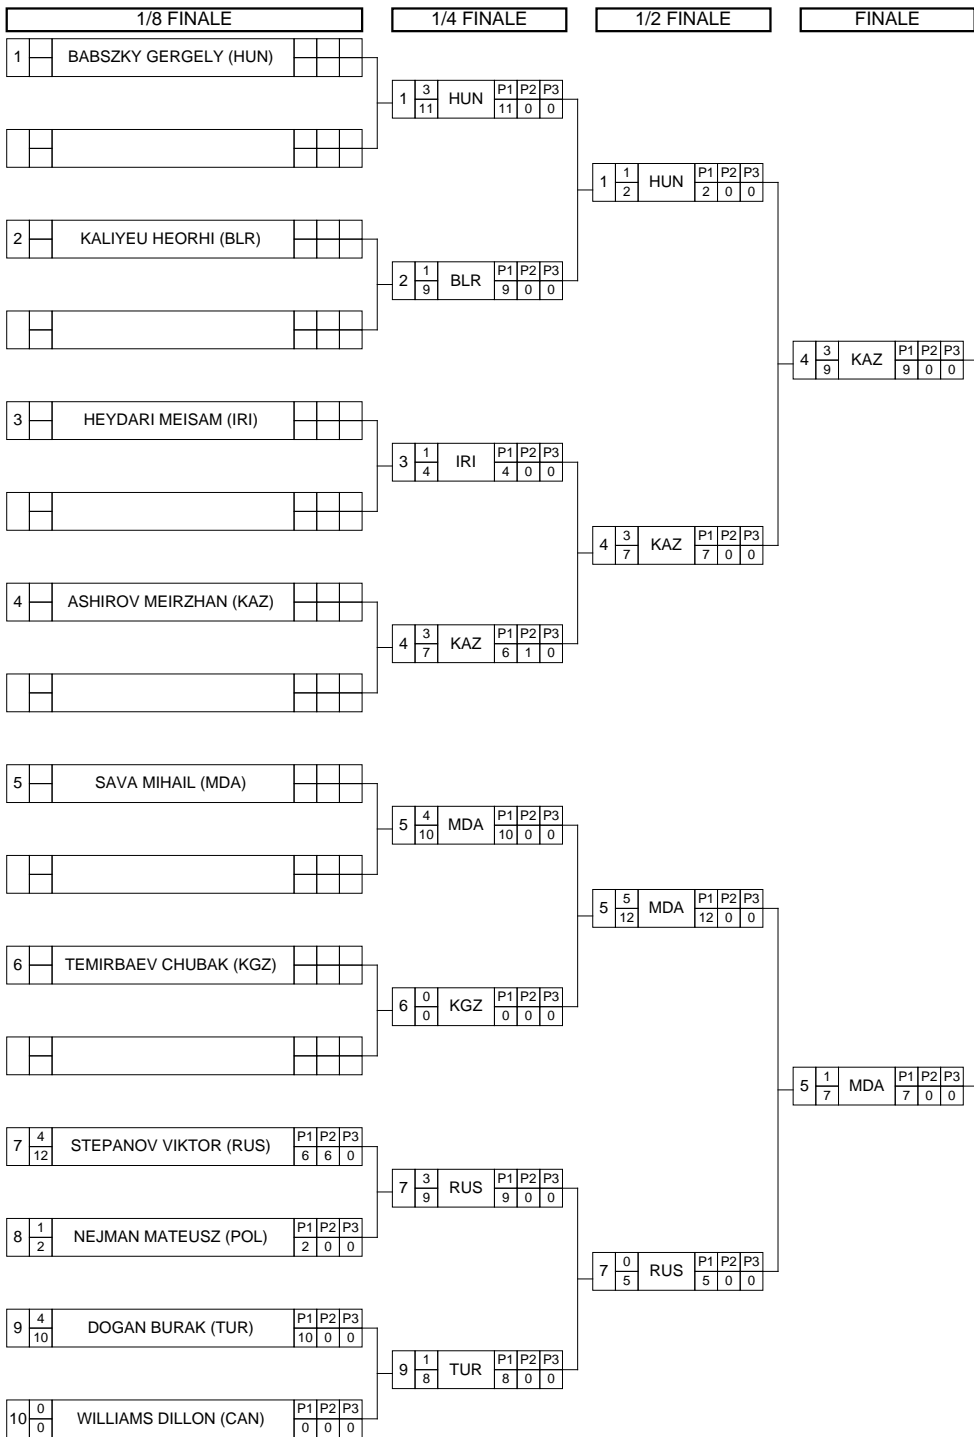 1/8 FINALE 1/4 FINALE 1/2 FINALE FINALE
1 BABSZKY GERGELY (HUN)
1 3 11 HUN P1 P2 P3
11 0 0
1 1 2 HUN P1 P2 P3
2 0 0
2 KALIYEU HEORHI (BLR)
2 1 9 BLR P1 P2 P3
9 0 0
4 3 9 KAZ P1 P2 P3
9 0 0
3 HEYDARI MEISAM (IRI)
3 1 4 IRI P1 P2 P3
4 0 0
4 3 7 KAZ P1 P2 P3
7 0 0
4 ASHIROV MEIRZHAN (KAZ)
4 3 7 KAZ P1 P2 P3
6 1 0
5 SAVA MIHAIL (MDA)
5 4 10 MDA P1 P2 P3
10 0 0
5 5 12 MDA P1 P2 P3
12 0 0
6 TEMIRBAEV CHUBAK (KGZ)
6 0 0 KGZ P1 P2 P3
0 0 0
5 1 7 MDA P1 P2 P3
7 0 0
7 4 12 STEPANOV VIKTOR (RUS) P1 P2 P3
6 6 0
7 3 9 RUS P1 P2 P3
9 0 0
8 1 2 NEJMAN MATEUSZ (POL) P1 P2 P3
2 0 0
7 0 5 RUS P1 P2 P3
5 0 0
9 4 10 DOGAN BURAK (TUR) P1 P2 P3
10 0 0
9 1 8 TUR P1 P2 P3
8 0 0
10 0 0 WILLIAMS DILLON (CAN) P1 P2 P3
0 0 0